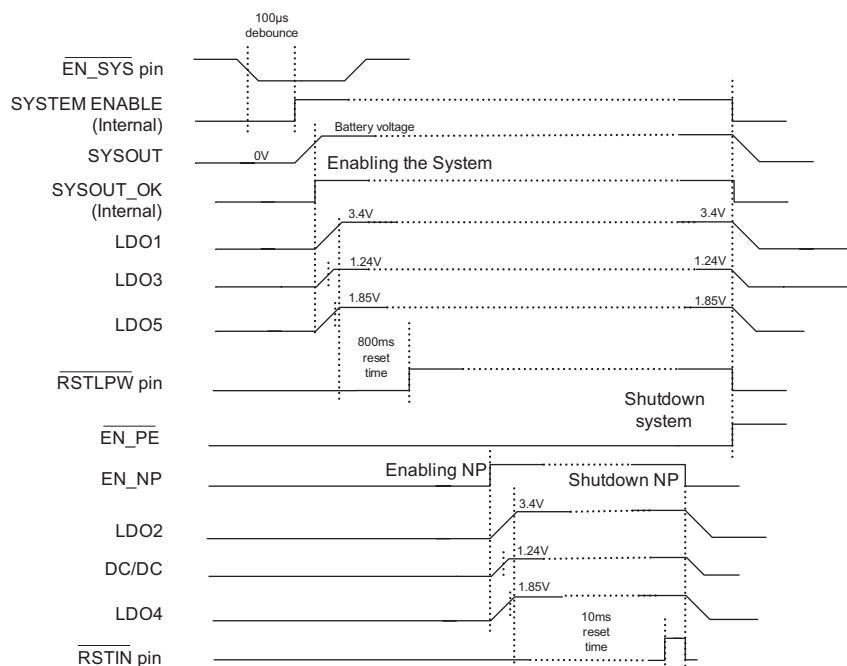 100µs
debounce
EN_SYS pin
SYSTEM ENABLE
(Internal)
Battery voltage
SYSOUT
0V
Enabling the System
SYSOUT_OK
(Internal)
3.4V
3.4V
LDO1
1.24V
1.24V
LDO3
1.85V
1.85V
LDO5
800ms
reset
time
RSTLPW pin
Shutdown
system
EN_PE
Enabling NP
EN_NP
Shutdown NP
3.4V
LDO2
1.24V
DC/DC
1.85V
LDO4
10ms
reset
time
RSTIN pin